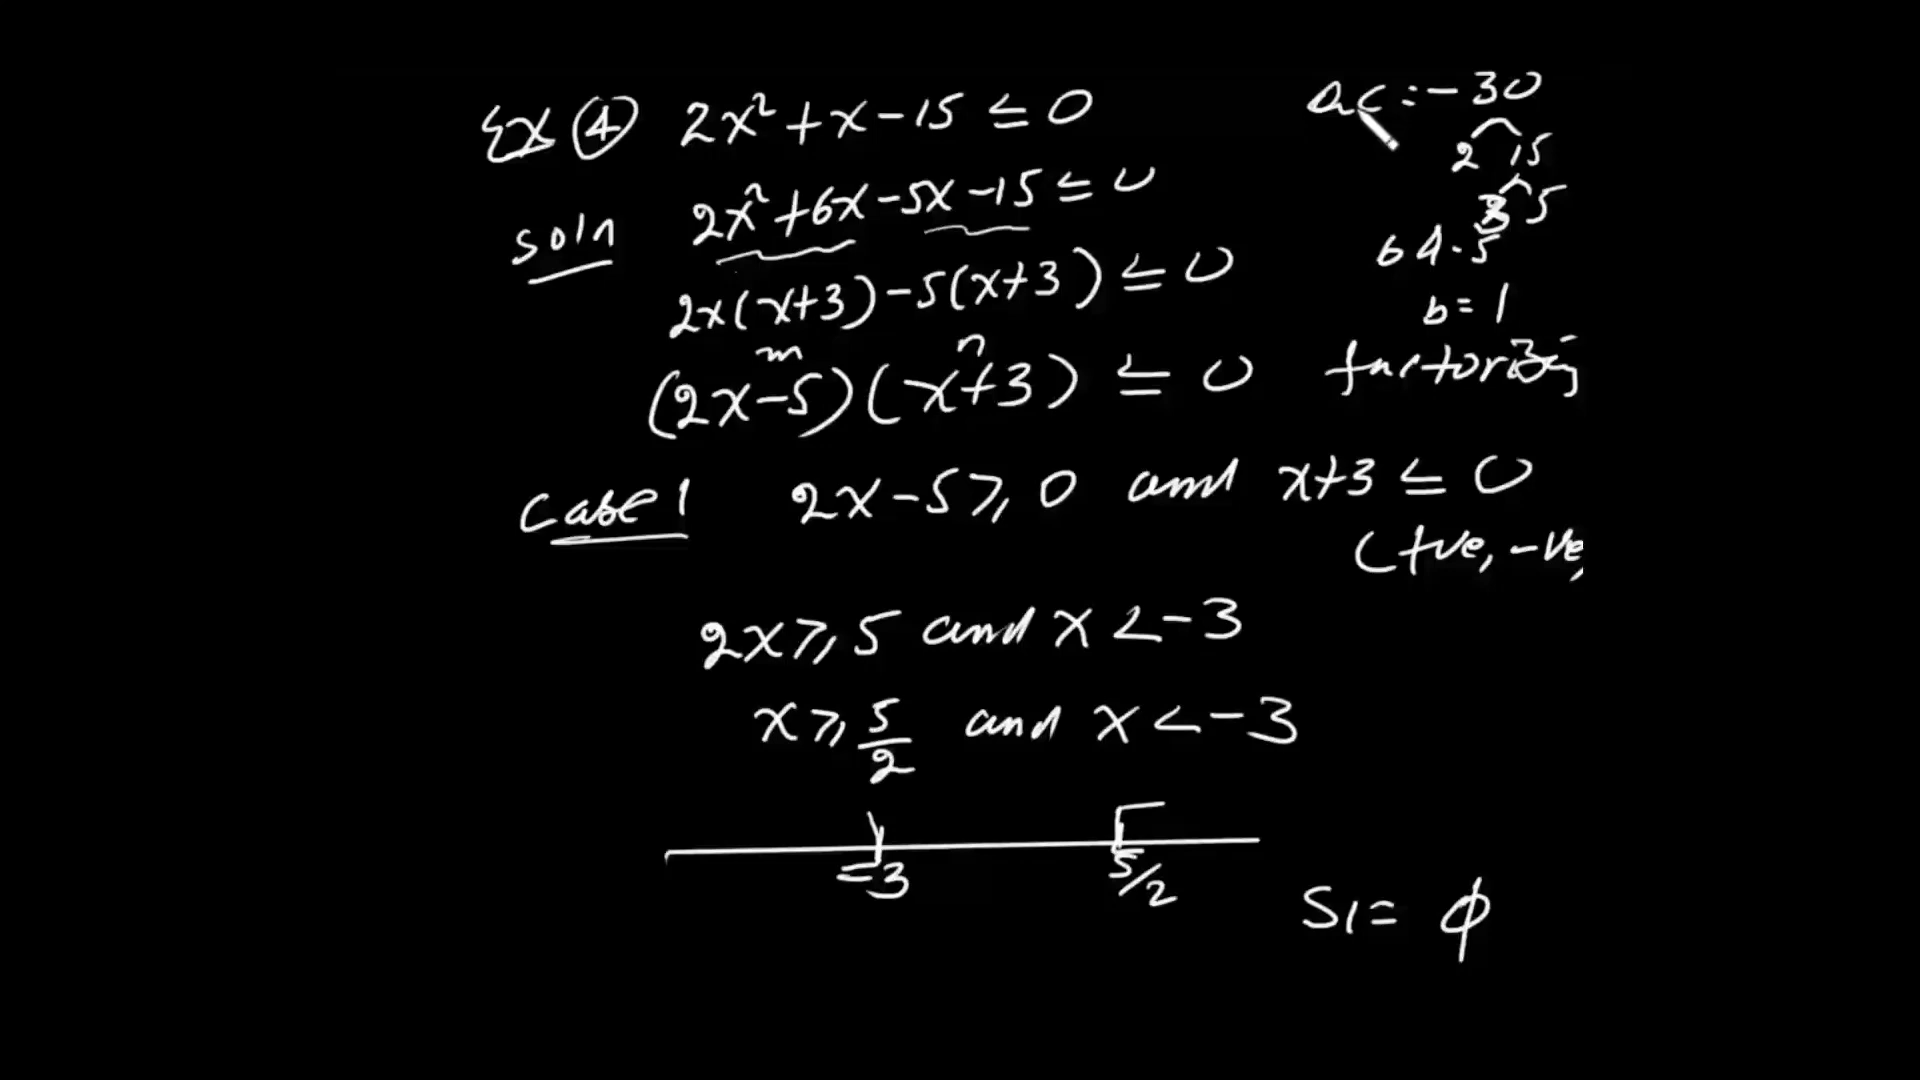 Ex ④ 2x² + x - 15 ≤ 0
ac = -30
2 15
soln 2x² + 6x - 5x - 15 ≤ 0
3 5
6 & -5
2x(x+3) - 5(x+3) ≤ 0
b = 1
m n
(2x-5)(x+3) ≤ 0 factorizing
Case 1 2x - 5 ≥ 0 and x+3 ≤ 0
(+ve, -ve)
2x ≥ 5 and x < -3
x ≥ 5/2 and x < -3
-3 5/2
S1 = ϕ